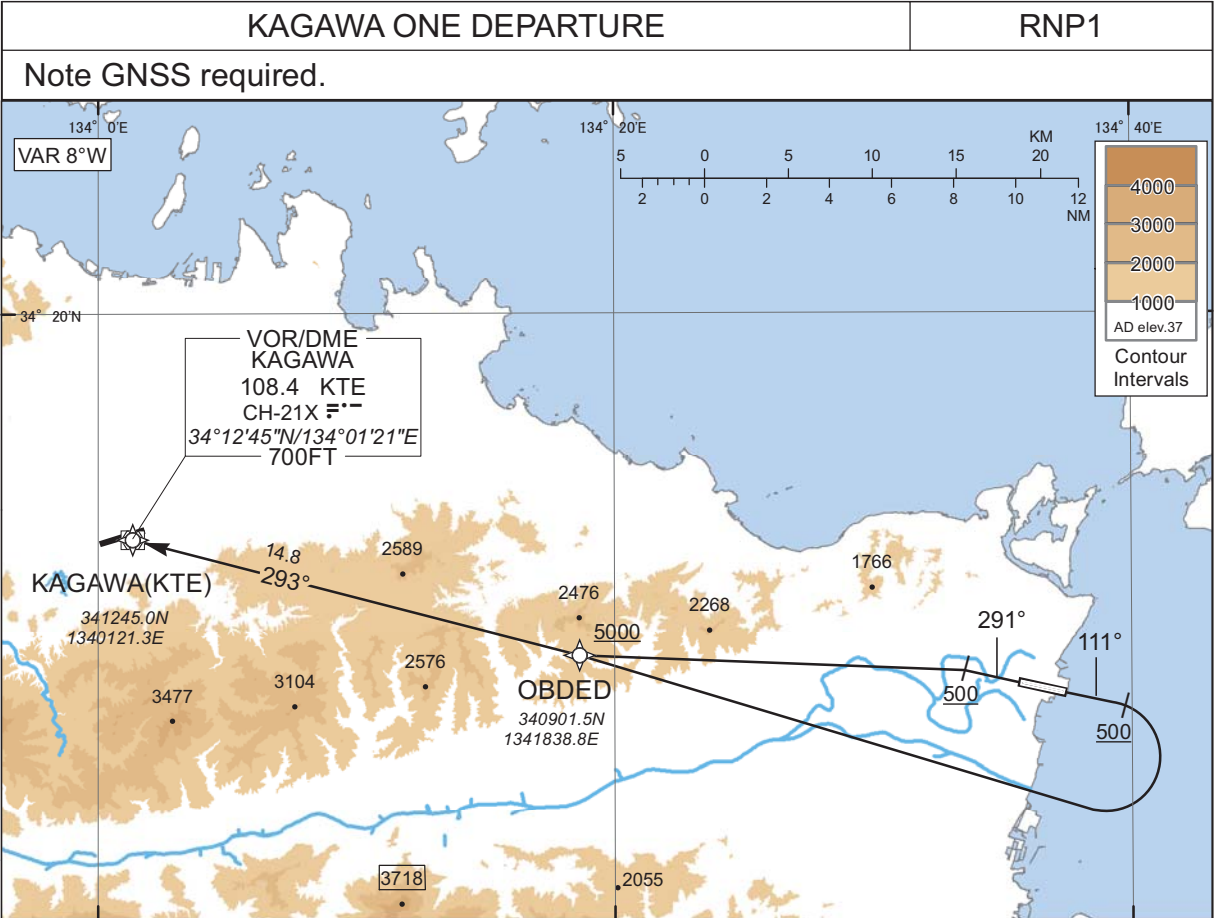 KAGAWA ONE DEPARTURE
RNP1
Note GNSS required.
134° 0'E
134° 20'E
134° 40'E
VAR 8°W
KM
5 0 5 10 15 20
2 0 2 4 6 8 10 12
NM
4000
3000
2000
1000
AD elev.37
Contour
Intervals
34° 20'N
VOR/DME
KAGAWA
108.4 KTE
CH-21X
34°12'45"N/134°01'21"E
700FT
14.8
293°
2589
1766
KAGAWA(KTE)
341245.0N
1340121.3E
2476
2268
5000
291°
111°
2576
OBDED
340901.5N
1341838.8E
3104
3477
500
500
3718
2055